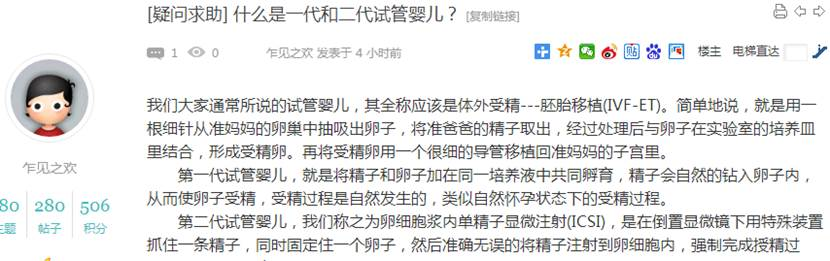 [疑问求助] 什么是一代和二代试管婴儿？ [复制链接]
1 0 乍见之欢 发表于 4 小时前 楼主 电梯直达
我们大家通常所说的试管婴儿，其全称应该是体外受精---胚胎移植(IVF-ET)。简单地说，就是用一
根细针从准妈妈的卵巢中抽吸出卵子，将准爸爸的精子取出，经过处理后与卵子在实验室的培养皿
里结合，形成受精卵。再将受精卵用一个很细的导管移植回准妈妈的子宫里。
第一代试管婴儿，就是将精子和卵子加在同一培养液中共同孵育，精子会自然的钻入卵子内，
从而使卵子受精，受精过程是自然发生的，类似自然怀孕状态下的受精过程。
第二代试管婴儿，我们称之为卵细胞浆内单精子显微注射(ICSI)，是在倒置显微镜下用特殊装置
抓住一条精子，同时固定住一个卵子，然后准确无误的将精子注射到卵细胞内，强制完成授精过
乍见之欢
80 280 506
主题 帖子 积分